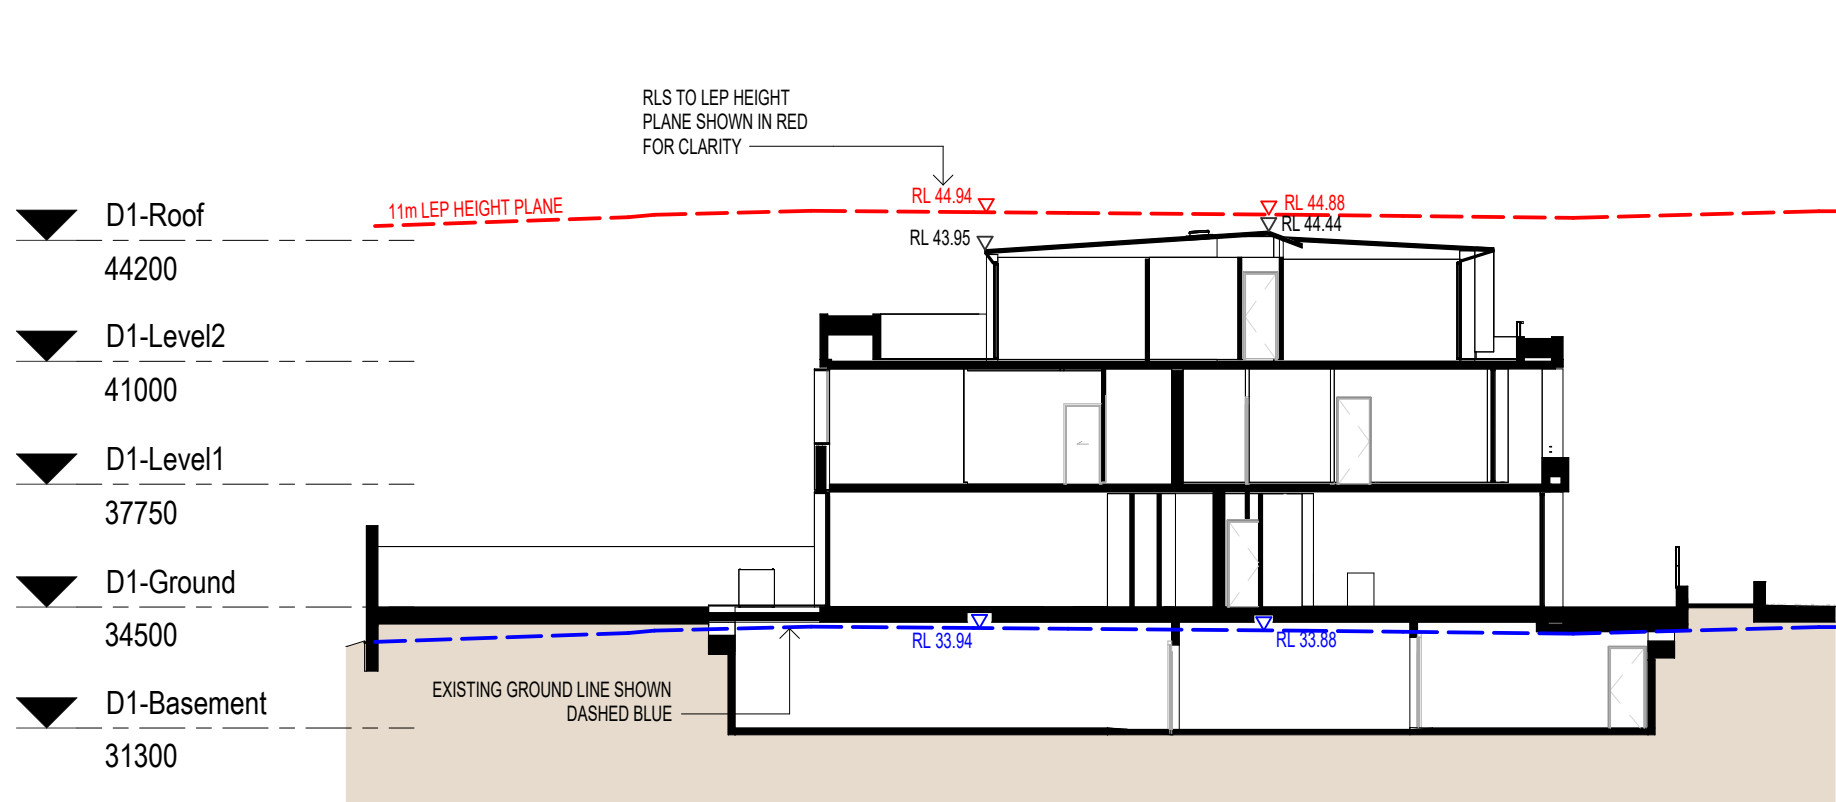 RLS TO LEP HEIGHT
PLANE SHOWN IN RED
FOR CLARITY
11m LEP HEIGHT PLANE
RL 44.94
RL 44.88
RL 43.95
RL 44.44
D1-Roof
44200
D1-Level2
41000
D1-Level1
37750
D1-Ground
34500
RL 33.94
RL 33.88
EXISTING GROUND LINE SHOWN
DASHED BLUE
D1-Basement
31300